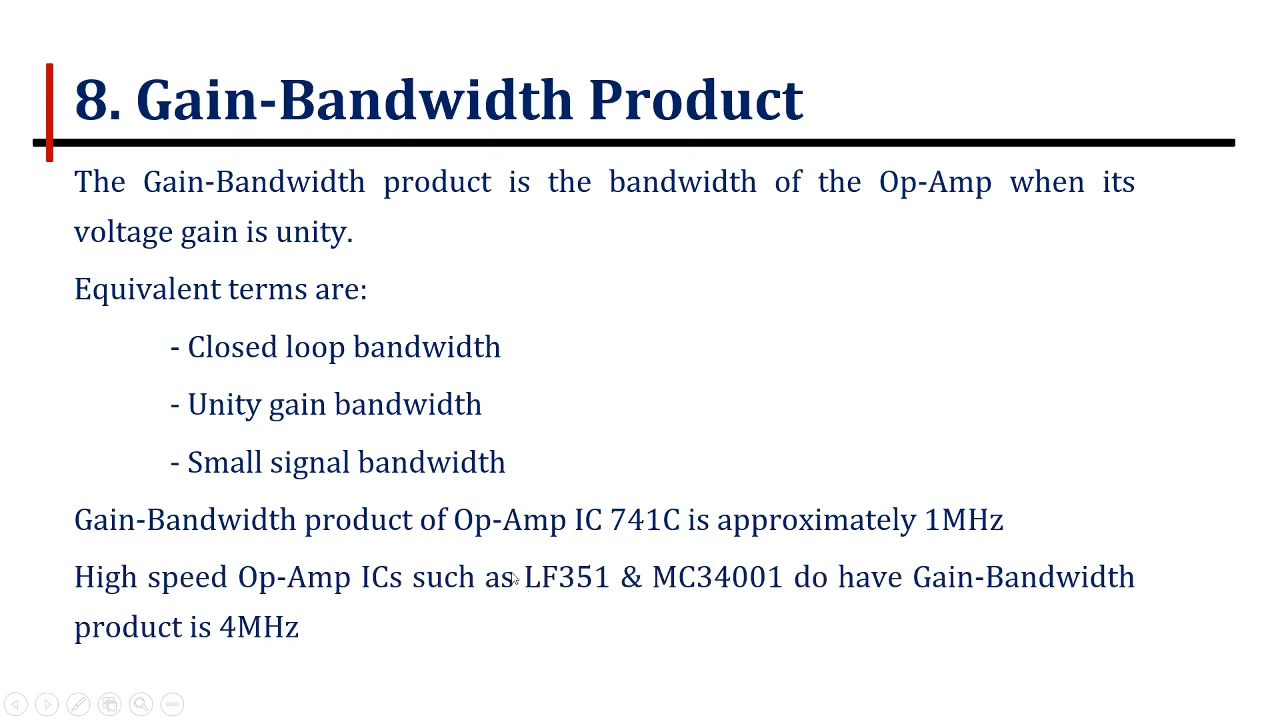 8. Gain-Bandwidth Product
The Gain-Bandwidth product is the bandwidth of the Op-Amp when its
voltage gain is unity.
Equivalent terms are:
- Closed loop bandwidth
- Unity gain bandwidth
- Small signal bandwidth
Gain-Bandwidth product of Op-Amp IC 741C is approximately 1MHz
High speed Op-Amp ICs such as LF351 & MC34001 do have Gain-Bandwidth
product is 4MHz